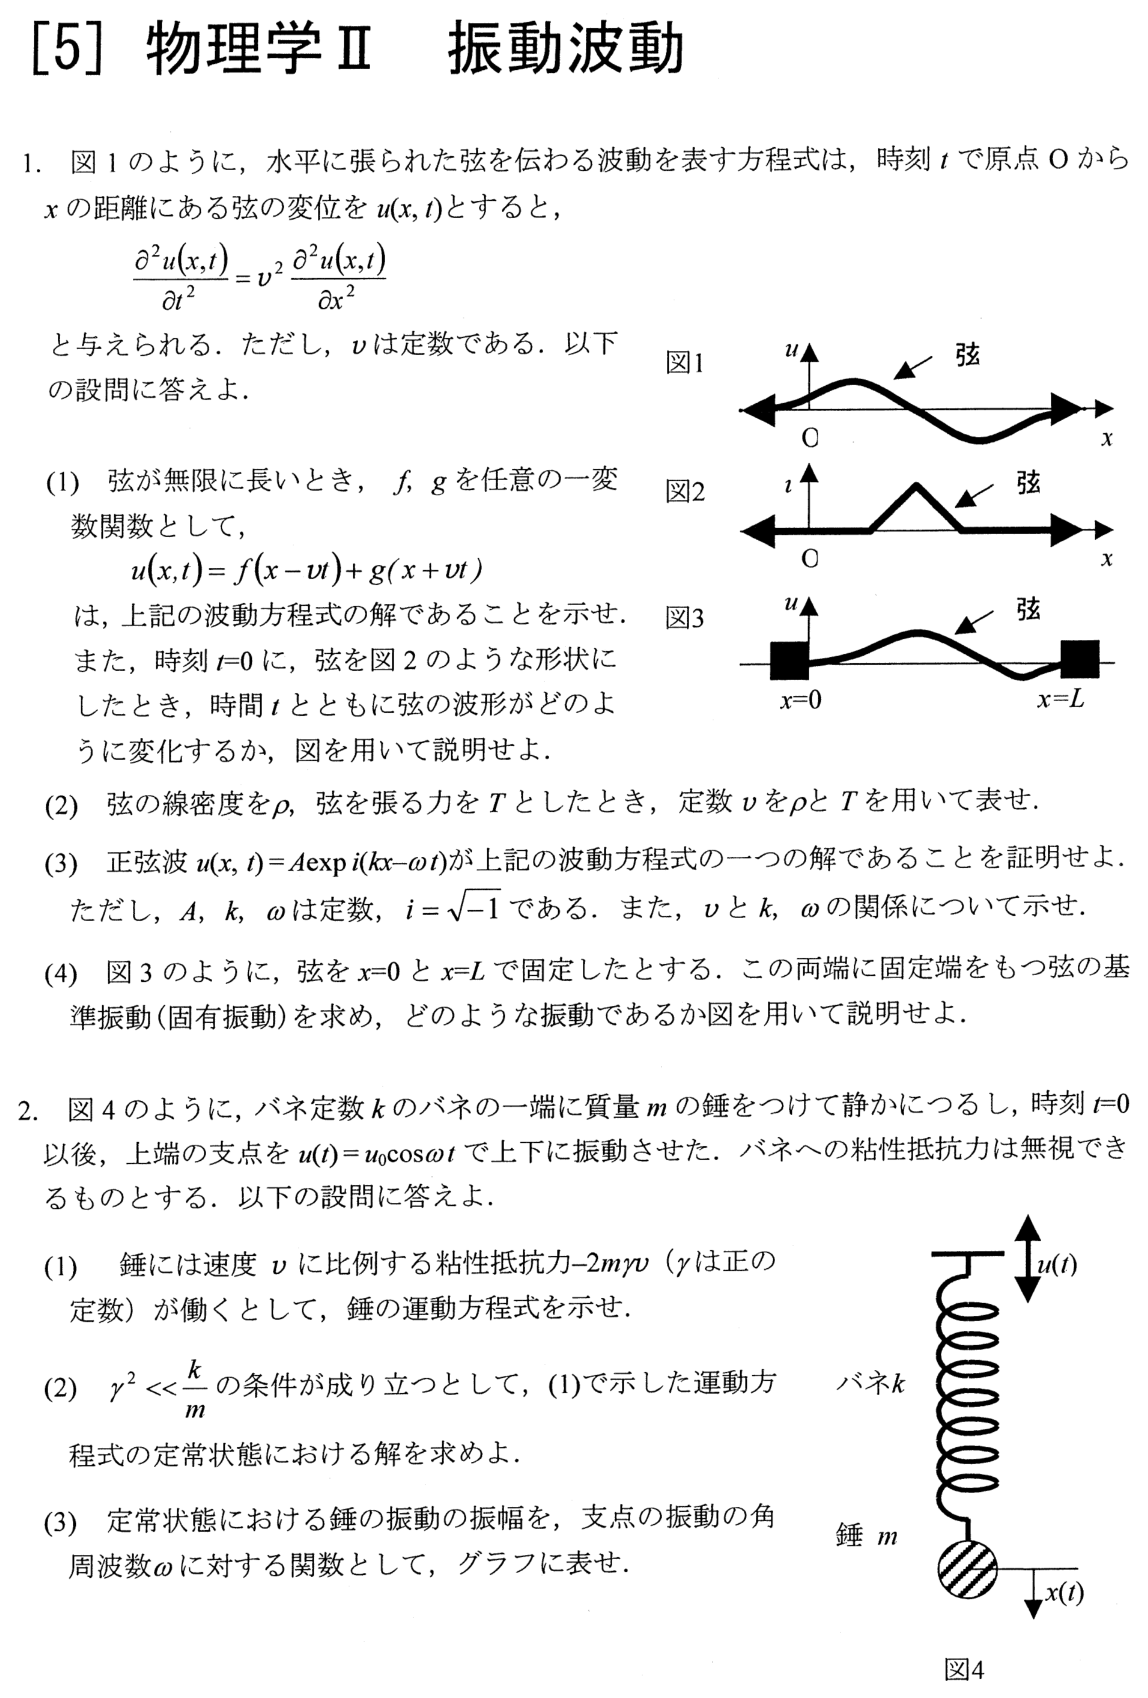 [5] 物理学Ⅱ 振動波動
1. 図1のように，水平に張られた弦を伝わる波動を表す方程式は，時刻 t で原点 O から
x の距離にある弦の変位を u(x, t)とすると，
∂²u(x,t)/∂t² = υ² ∂²u(x,t)/∂x²
と与えられる．ただし，υは定数である．以下
の設問に答えよ．
図1
u
弦
O
x
(1) 弦が無限に長いとき， f, g を任意の一変
数関数として，
u(x,t) = f(x − υt) + g(x + υt)
は，上記の波動方程式の解であることを示せ．
また，時刻 t=0 に，弦を図2のような形状に
したとき，時間 t とともに弦の波形がどのよ
うに変化するか，図を用いて説明せよ．
図2
ı
弦
O
x
図3
u
弦
x=0
x=L
(2) 弦の線密度をρ，弦を張る力を T としたとき，定数 υ をρと T を用いて表せ．
(3) 正弦波 u(x, t)=Aexp i(kx–ωt)が上記の波動方程式の一つの解であることを証明せよ．
ただし，A，k，ωは定数，i = √−1 である．また，υと k，ωの関係について示せ．
(4) 図3のように，弦を x=0 と x=L で固定したとする．この両端に固定端をもつ弦の基
準振動(固有振動)を求め，どのような振動であるか図を用いて説明せよ．
2. 図4のように，バネ定数 k のバネの一端に質量 m の錘をつけて静かにつるし，時刻 t=0
以後，上端の支点を u(t)=u₀cosωt で上下に振動させた．バネへの粘性抵抗力は無視でき
るものとする．以下の設問に答えよ．
(1) 錘には速度 υ に比例する粘性抵抗力–2mγυ（γは正の
定数）が働くとして，錘の運動方程式を示せ．
(2) γ² << k/m の条件が成り立つとして，(1)で示した運動方
程式の定常状態における解を求めよ．
(3) 定常状態における錘の振動の振幅を，支点の振動の角
周波数ωに対する関数として，グラフに表せ．
u(t)
バネk
錘 m
x(t)
図4